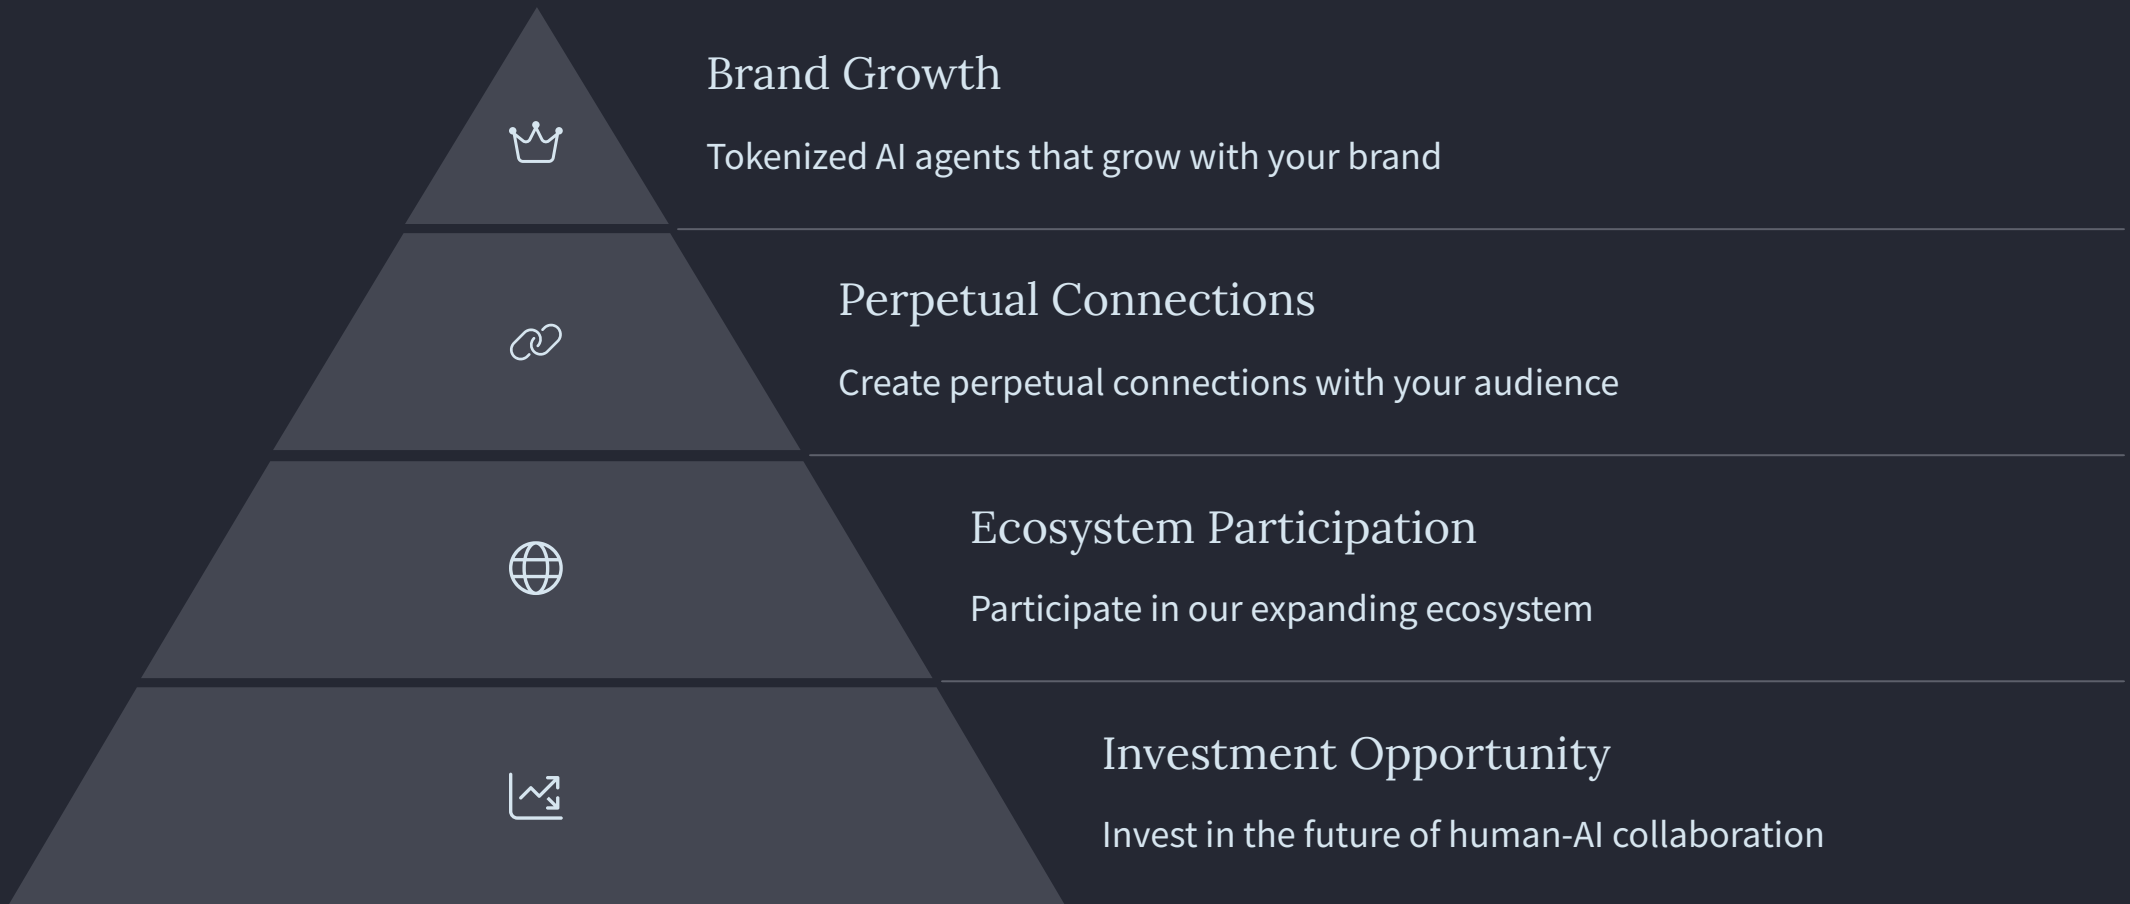 Brand Growth
Tokenized AI agents that grow with your brand
Perpetual Connections
Create perpetual connections with your audience
Ecosystem Participation
Participate in our expanding ecosystem
Investment Opportunity
Invest in the future of human-AI collaboration